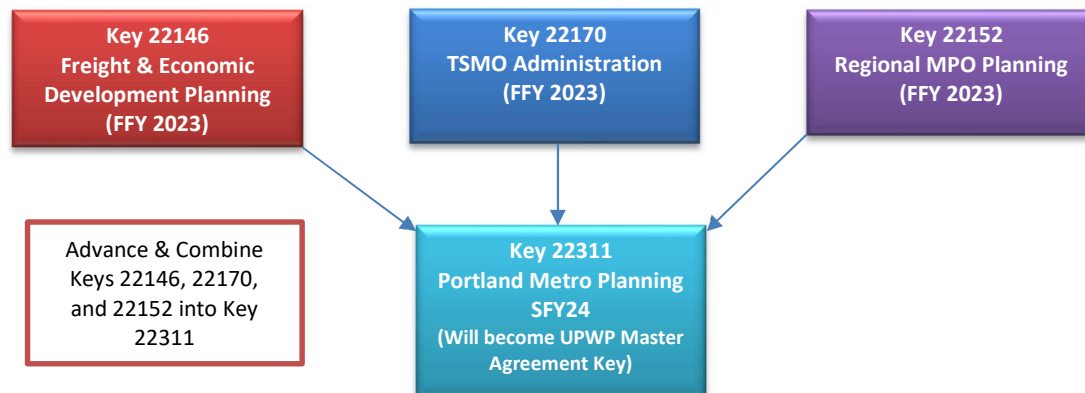 Key 22146
Freight & Economic
Development Planning
(FFY 2023)
Key 22170
TSMO Administration
(FFY 2023)
Key 22152
Regional MPO Planning
(FFY 2023)
Advance & Combine
Keys 22146, 22170,
and 22152 into Key
22311
Key 22311
Portland Metro Planning
SFY24
(Will become UPWP Master
Agreement Key)